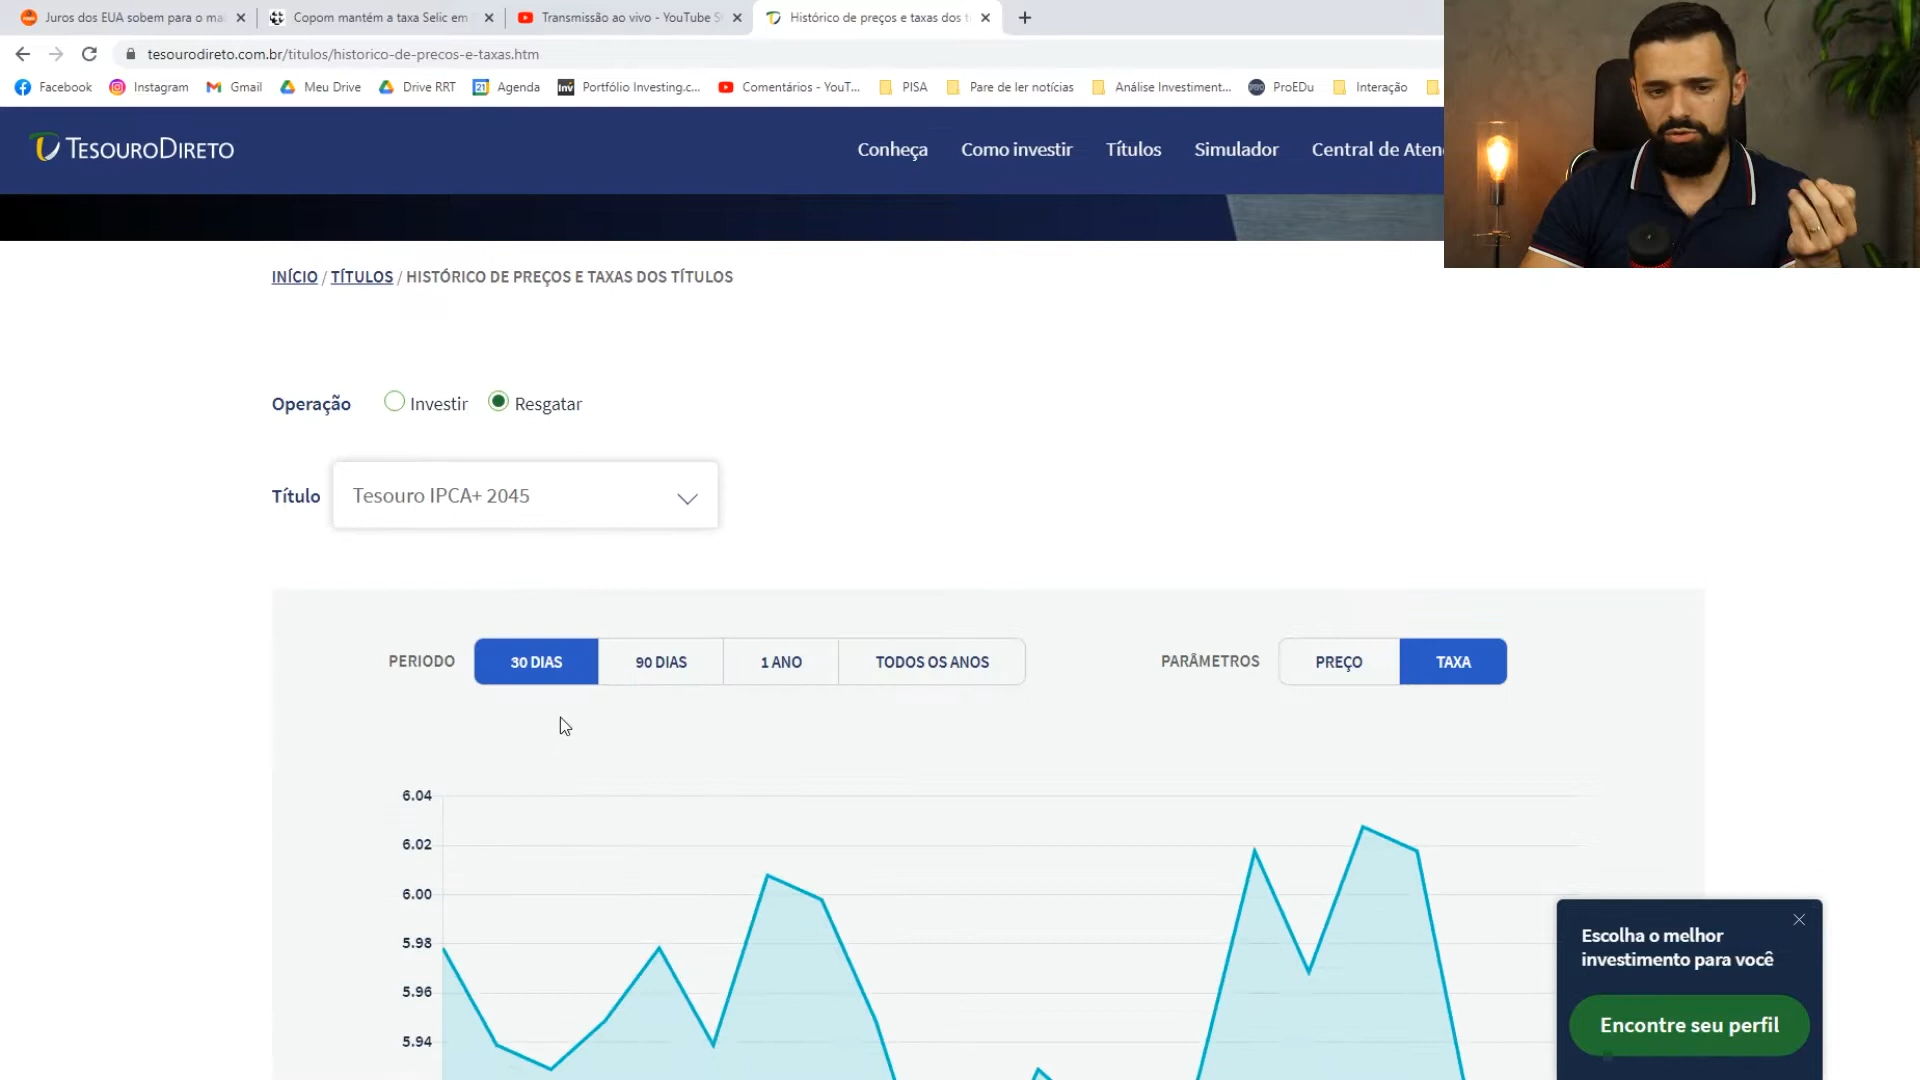 Juros dos EUA sobem para o ma
Copom mantém a taxa Selic em
Transmissão ao vivo - YouTube
Histórico de preços e taxas dos
tesourodireto.com.br/titulos/historico-de-precos-e-taxas.htm
Facebook
Instagram
Gmail
Meu Drive
Drive RRT
21
Agenda
Inv
Portfólio Investing.c...
Comentários - YouT...
PISA
Pare de ler notícias
Análise Investiment...
ProEdu
Interação
TESOURODIRETO
Conheça
Como investir
Títulos
Simulador
Central de Aten
INÍCIO / TÍTULOS / HISTÓRICO DE PREÇOS E TAXAS DOS TÍTULOS
Operação
Investir
Resgatar
Título
Tesouro IPCA+ 2045
PERIODO
30 DIAS
90 DIAS
1 ANO
TODOS OS ANOS
PARÂMETROS
PREÇO
TAXA
6.04
6.02
6.00
5.98
5.96
5.94
Escolha o melhor
investimento para você
Encontre seu perfil